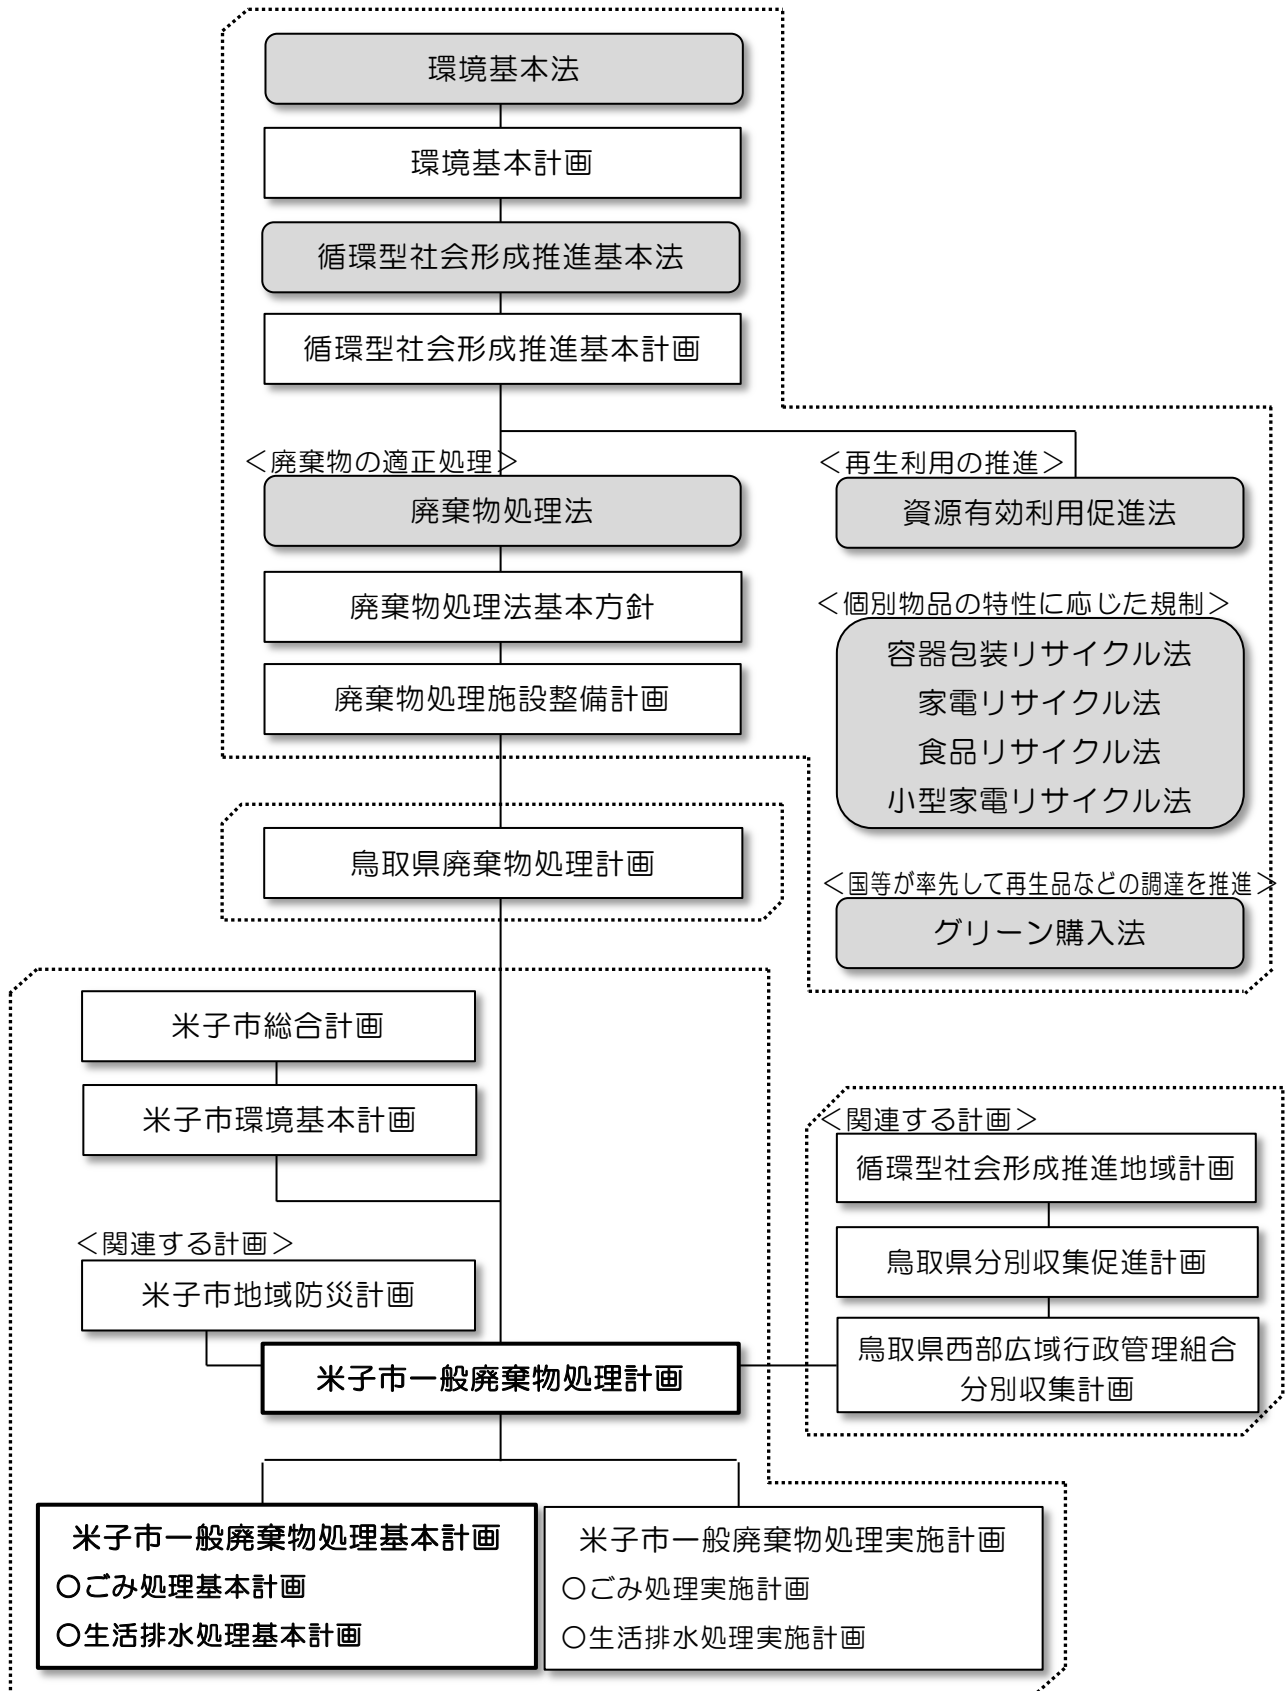 環境基本法
環境基本計画
循環型社会形成推進基本法
循環型社会形成推進基本計画
＜廃棄物の適正処理＞
廃棄物処理法
廃棄物処理法基本方針
廃棄物処理施設整備計画
＜再生利用の推進＞
資源有効利用促進法
＜個別物品の特性に応じた規制＞
容器包装リサイクル法
家電リサイクル法
食品リサイクル法
小型家電リサイクル法
＜国等が率先して再生品などの調達を推進＞
グリーン購入法
鳥取県廃棄物処理計画
米子市総合計画
米子市環境基本計画
＜関連する計画＞
米子市地域防災計画
＜関連する計画＞
循環型社会形成推進地域計画
鳥取県分別収集促進計画
鳥取県西部広域行政管理組合
分別収集計画
米子市一般廃棄物処理計画
米子市一般廃棄物処理基本計画
○ごみ処理基本計画
○生活排水処理基本計画
米子市一般廃棄物処理実施計画
○ごみ処理実施計画
○生活排水処理実施計画